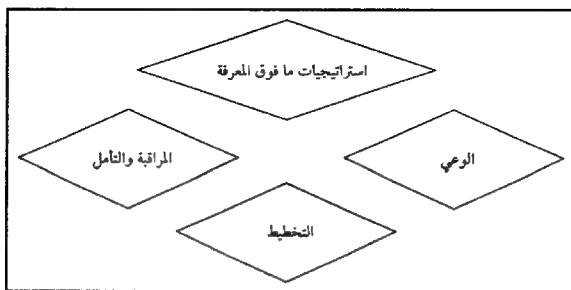 استراتيجيات ما فوق المعرفة
الوعي
المراقبة والتأمل
التخطيط